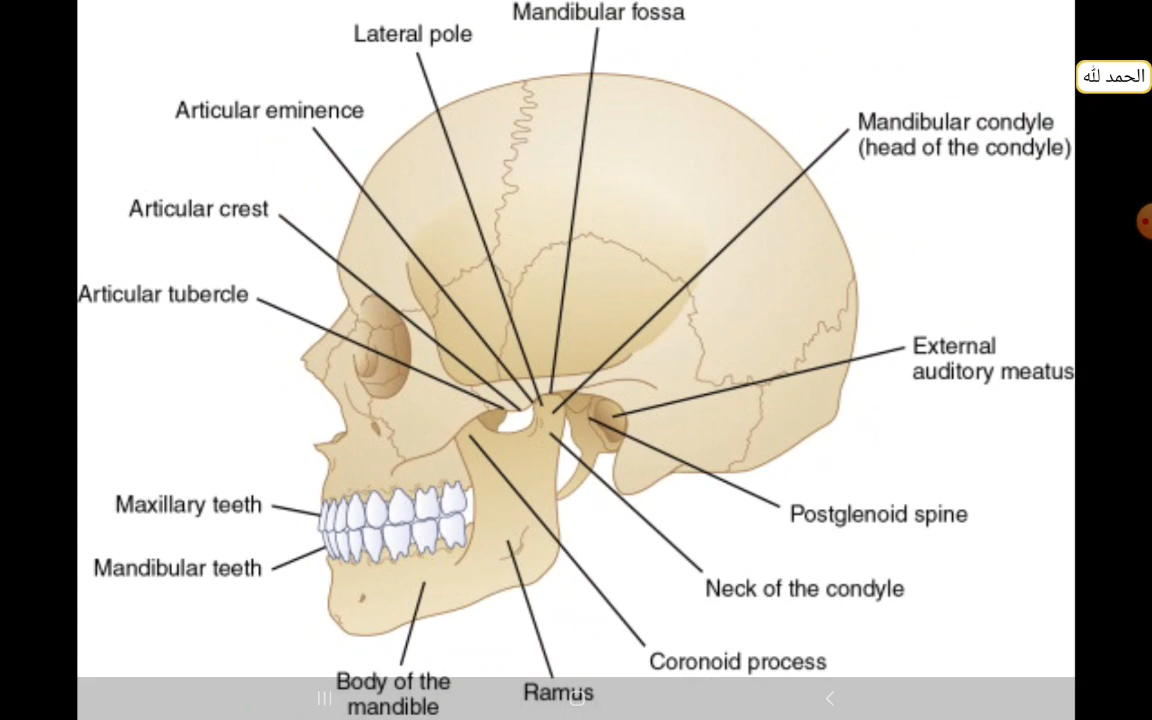 Mandibular fossa
Lateral pole
Articular eminence
Mandibular condyle
(head of the condyle)
Articular crest
Articular tubercle
External
auditory meatus
Maxillary teeth
Postglenoid spine
Mandibular teeth
Neck of the condyle
Coronoid process
Body of the
mandible
Ramus
الحمد لله